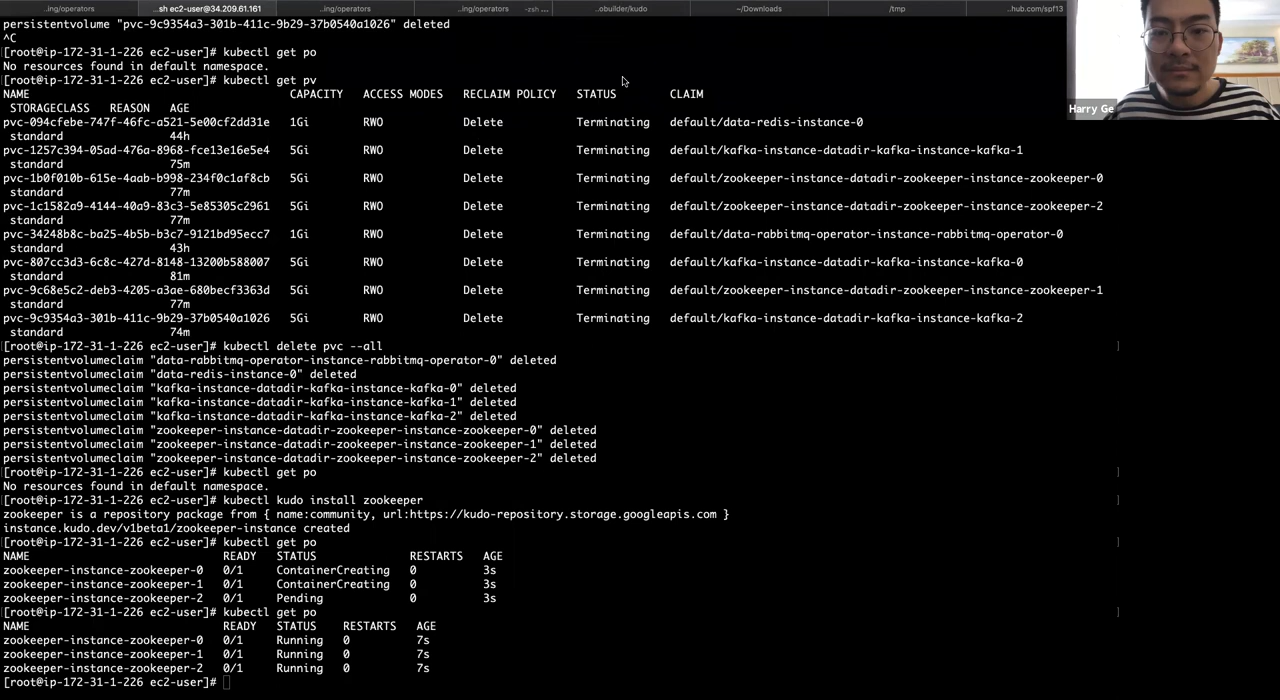 ..ing/operators
...sh ec2-user@34.209.61.161
..ing/operators
..ing/operators
-zsh ...
..obuilder/kudo
~/Downloads
/tmp
...hub.com/spf13
persistentvolume "pvc-9c9354a3-301b-411c-9b29-37b0540a1026" deleted
^C
[root@ip-172-31-1-226 ec2-user]# kubectl get po
No resources found in default namespace.
[root@ip-172-31-1-226 ec2-user]# kubectl get pv
NAME CAPACITY ACCESS MODES RECLAIM POLICY STATUS CLAIM
STORAGECLASS REASON AGE
pvc-094cfebe-747f-46fc-a521-5e00cf2dd31e 1Gi RWO Delete Terminating default/data-redis-instance-0
standard 44h
pvc-1257c394-05ad-476a-8968-fce13e16e5e4 5Gi RWO Delete Terminating default/kafka-instance-datadir-kafka-instance-kafka-1
standard 75m
pvc-1b0f010b-615e-4aab-b998-234f0c1af8cb 5Gi RWO Delete Terminating default/zookeeper-instance-datadir-zookeeper-instance-zookeeper-0
standard 77m
pvc-1c1582a9-4144-40a9-83c3-5e85305c2961 5Gi RWO Delete Terminating default/zookeeper-instance-datadir-zookeeper-instance-zookeeper-2
standard 77m
pvc-34248b8c-ba25-4b5b-b3c7-9121bd95ecc7 1Gi RWO Delete Terminating default/data-rabbitmq-operator-instance-rabbitmq-operator-0
standard 43h
pvc-807cc3d3-6c8c-427d-8148-13200b588007 5Gi RWO Delete Terminating default/kafka-instance-datadir-kafka-instance-kafka-0
standard 81m
pvc-9c68e5c2-deb3-4205-a3ae-680becf3363d 5Gi RWO Delete Terminating default/zookeeper-instance-datadir-zookeeper-instance-zookeeper-1
standard 77m
pvc-9c9354a3-301b-411c-9b29-37b0540a1026 5Gi RWO Delete Terminating default/kafka-instance-datadir-kafka-instance-kafka-2
standard 74m
[root@ip-172-31-1-226 ec2-user]# kubectl delete pvc --all ]
persistentvolumeclaim "data-rabbitmq-operator-instance-rabbitmq-operator-0" deleted
persistentvolumeclaim "data-redis-instance-0" deleted
persistentvolumeclaim "kafka-instance-datadir-kafka-instance-kafka-0" deleted
persistentvolumeclaim "kafka-instance-datadir-kafka-instance-kafka-1" deleted
persistentvolumeclaim "kafka-instance-datadir-kafka-instance-kafka-2" deleted
persistentvolumeclaim "zookeeper-instance-datadir-zookeeper-instance-zookeeper-0" deleted
persistentvolumeclaim "zookeeper-instance-datadir-zookeeper-instance-zookeeper-1" deleted
persistentvolumeclaim "zookeeper-instance-datadir-zookeeper-instance-zookeeper-2" deleted
[root@ip-172-31-1-226 ec2-user]# kubectl get po ]
No resources found in default namespace.
[root@ip-172-31-1-226 ec2-user]# kubectl kudo install zookeeper ]
zookeeper is a repository package from { name:community, url:https://kudo-repository.storage.googleapis.com }
instance.kudo.dev/v1beta1/zookeeper-instance created
[root@ip-172-31-1-226 ec2-user]# kubectl get po ]
NAME READY STATUS RESTARTS AGE
zookeeper-instance-zookeeper-0 0/1 ContainerCreating 0 3s
zookeeper-instance-zookeeper-1 0/1 ContainerCreating 0 3s
zookeeper-instance-zookeeper-2 0/1 Pending 0 3s
[root@ip-172-31-1-226 ec2-user]# kubectl get po ]
NAME READY STATUS RESTARTS AGE
zookeeper-instance-zookeeper-0 0/1 Running 0 7s
zookeeper-instance-zookeeper-1 0/1 Running 0 7s
zookeeper-instance-zookeeper-2 0/1 Running 0 7s
[root@ip-172-31-1-226 ec2-user]#
Harry Ge